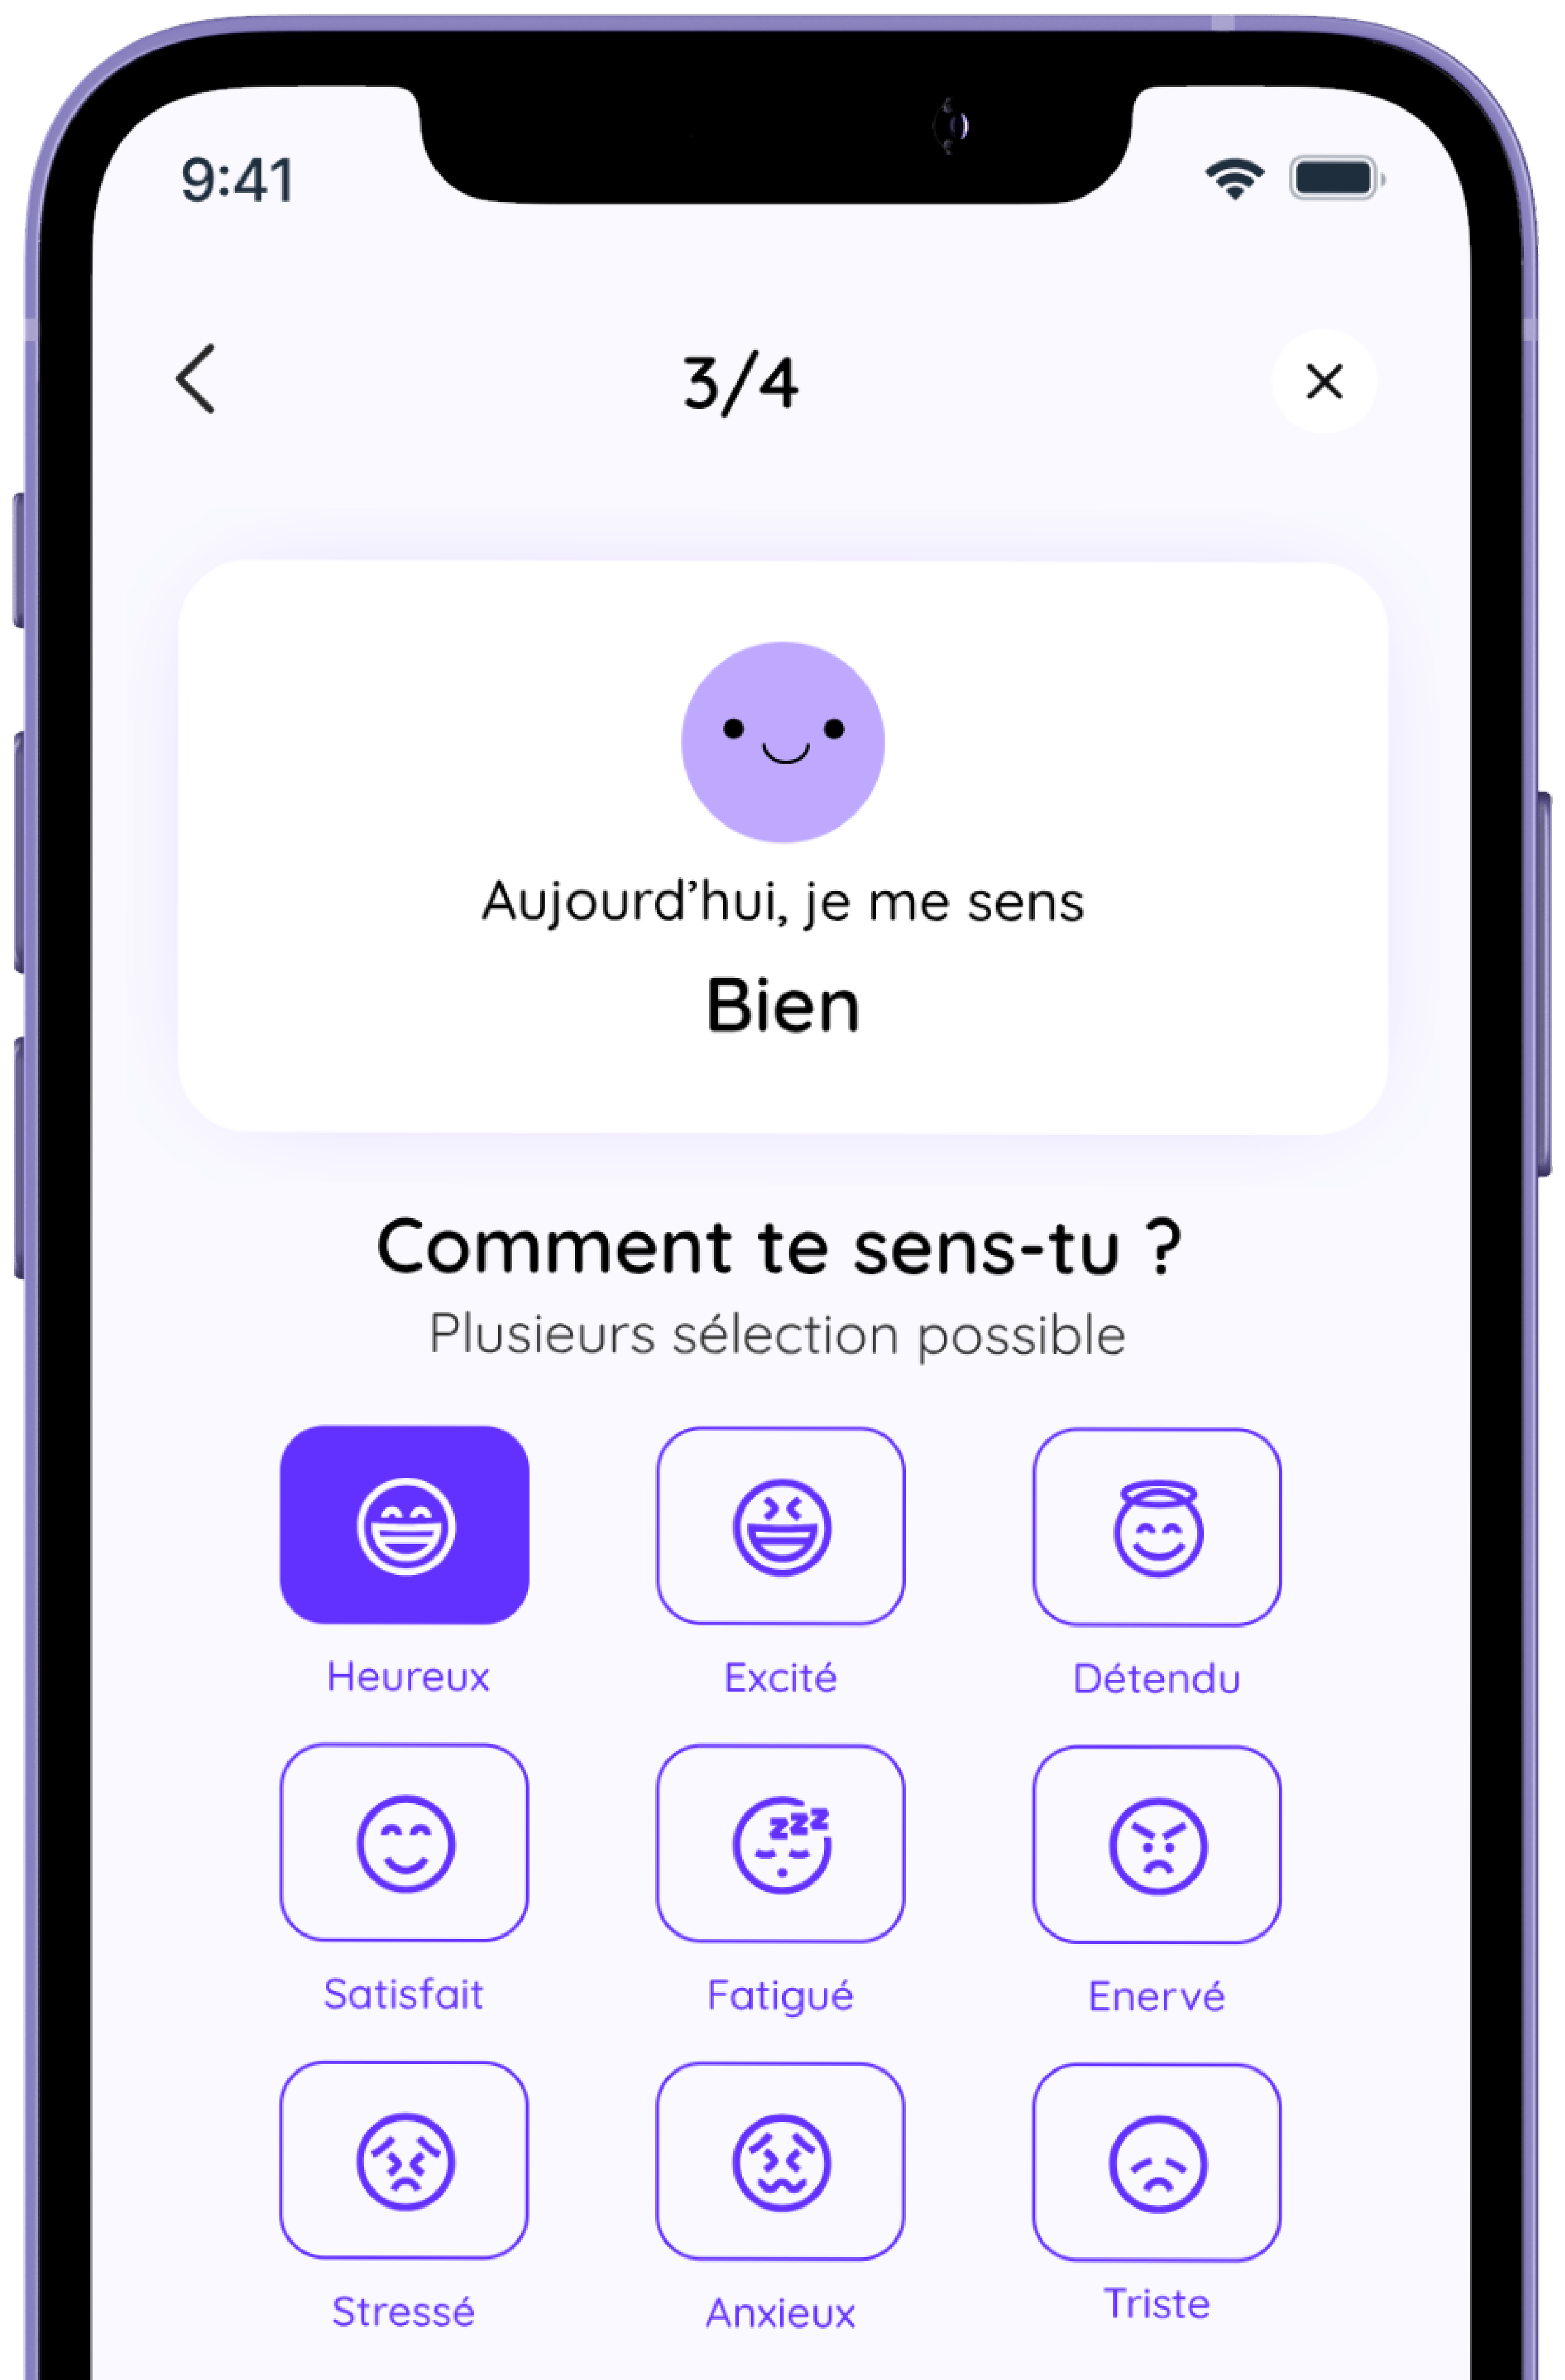 9:41
3/4
Aujourd’hui, je me sens
Bien
Comment te sens-tu ?
Plusieurs sélection possible
Heureux Excité Détendu
zzz
Satisfait Fatigué Enervé
Stressé Anxieux Triste